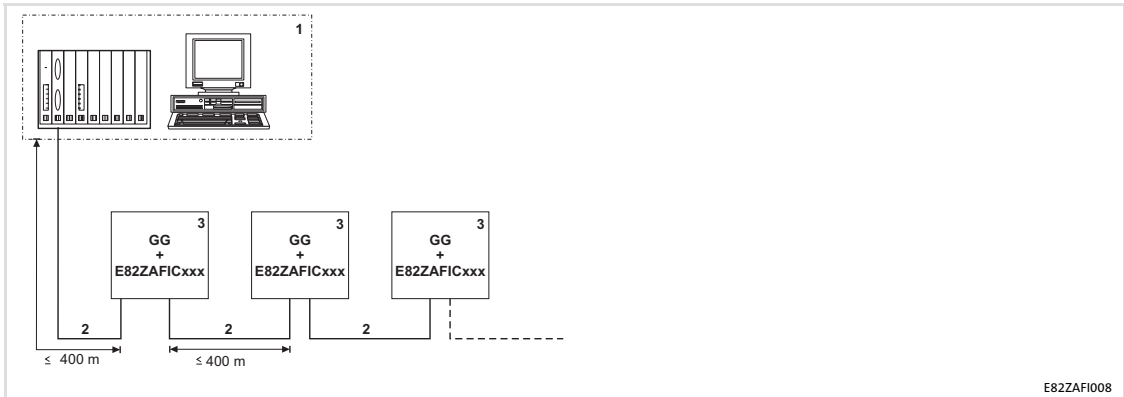 1
3
GG
+
E82ZAFICxxx
3
GG
+
E82ZAFICxxx
3
GG
+
E82ZAFICxxx
2
2
2
≤ 400 m
≤ 400 m
E82ZAFI008